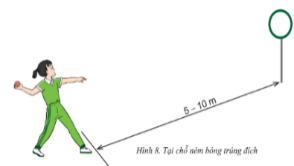 5 – 10 m
Hình 8. Tại chỗ ném bóng trúng đích